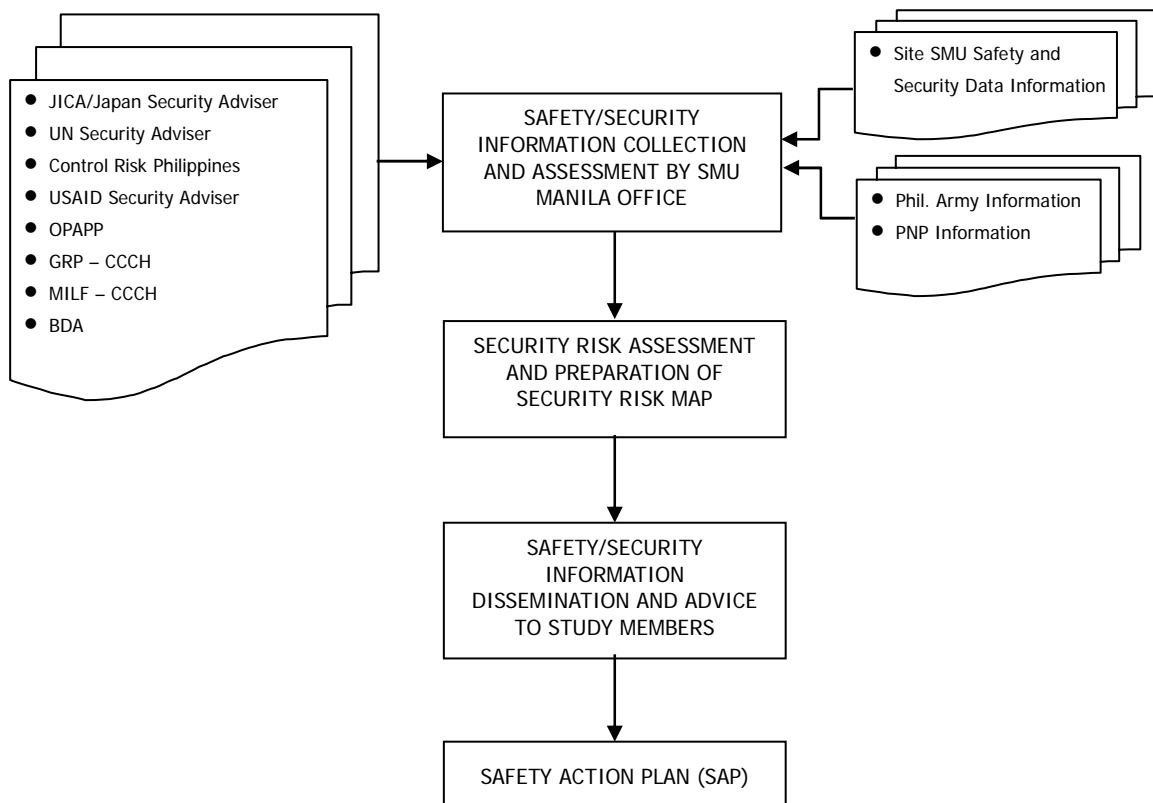 ● JICA/Japan Security Adviser
● UN Security Adviser
● Control Risk Philippines
● USAID Security Adviser
● OPAPP
● GRP – CCCH
● MILF – CCCH
● BDA
SAFETY/SECURITY
INFORMATION COLLECTION
AND ASSESSMENT BY SMU
MANILA OFFICE
● Site SMU Safety and
Security Data Information
● Phil. Army Information
● PNP Information
SECURITY RISK ASSESSMENT
AND PREPARATION OF
SECURITY RISK MAP
SAFETY/SECURITY
INFORMATION
DISSEMINATION AND ADVICE
TO STUDY MEMBERS
SAFETY ACTION PLAN (SAP)